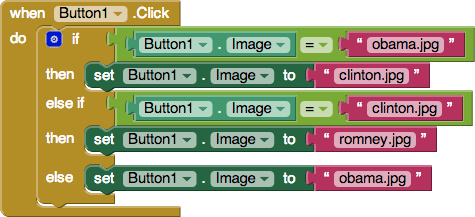 when Button1 .Click
do if Button1 . Image = " obama.jpg "
then set Button1 . Image to " clinton.jpg "
else if Button1 . Image = " clinton.jpg "
then set Button1 . Image to " romney.jpg "
else set Button1 . Image to " obama.jpg "